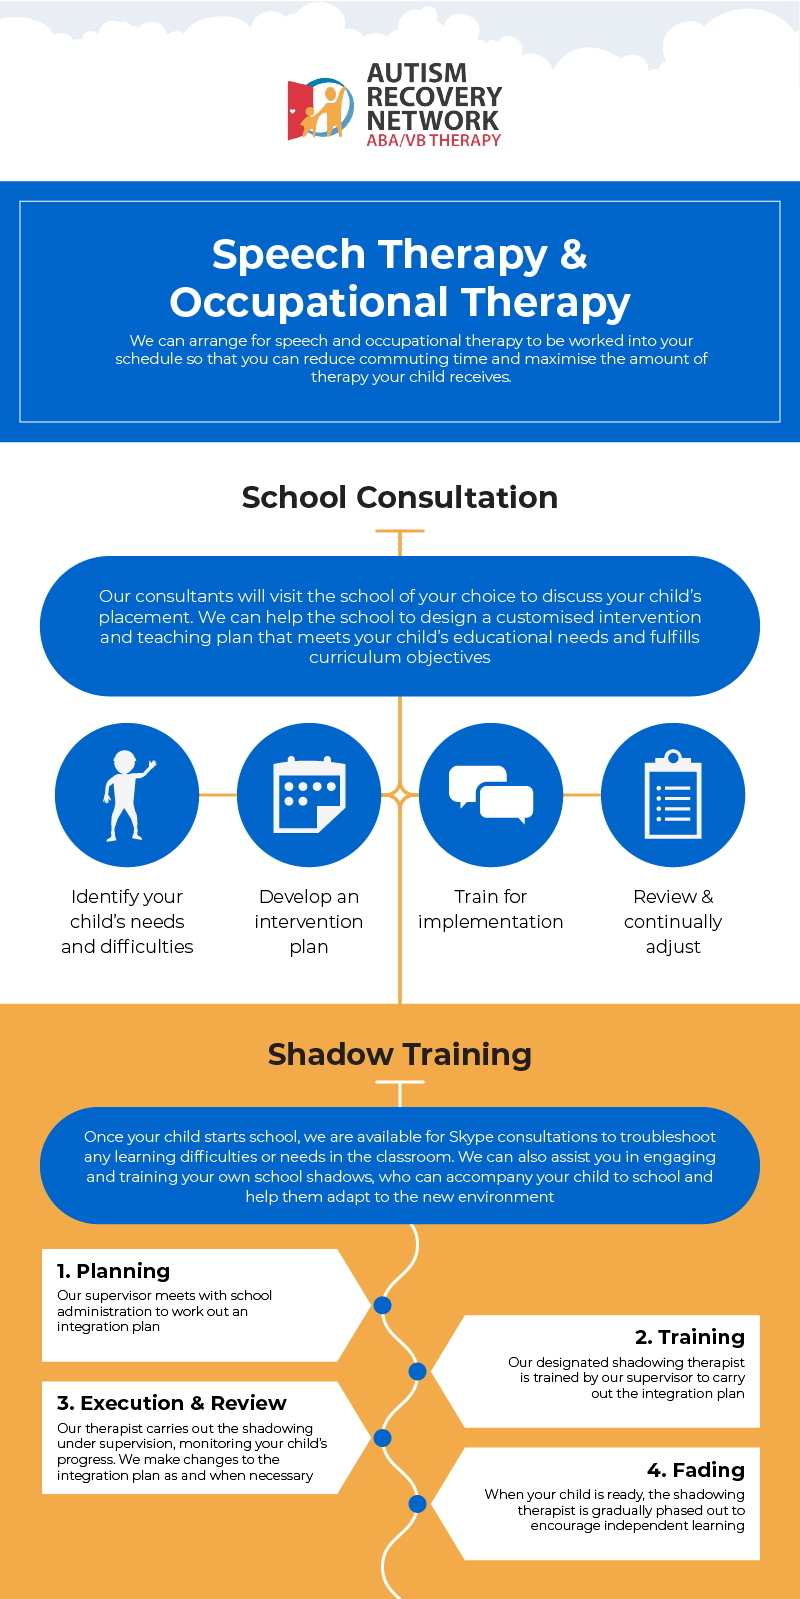 AUTISM
RECOVERY
NETWORK
ABA/VB THERAPY
Speech Therapy &
Occupational Therapy
We can arrange for speech and occupational therapy to be worked into your
schedule so that you can reduce commuting time and maximise the amount of
therapy your child receives.
School Consultation
Our consultants will visit the school of your choice to discuss your child's
placement. We can help the school to design a customised intervention
and teaching plan that meets your child's educational needs and fulfills
curriculum objectives
Identify your
child's needs
and difficulties
Develop an
intervention
plan
Train for
implementation
Review &
continually
adjust
Shadow Training
Once your child starts school, we are available for Skype consultations to troubleshoot
any learning difficulties or needs in the classroom. We can also assist you in engaging
and training your own school shadows, who can accompany your child to school and
help them adapt to the new environment
1. Planning
Our supervisor meets with school
administration to work out an
integration plan
2. Training
Our designated shadowing therapist
is trained by our supervisor to carry
out the integration plan
3. Execution & Review
Our therapist carries out the shadowing
under supervision, monitoring your child's
progress. We make changes to the
integration plan as and when necessary
4. Fading
When your child is ready, the shadowing
therapist is gradually phased out to
encourage independent learning